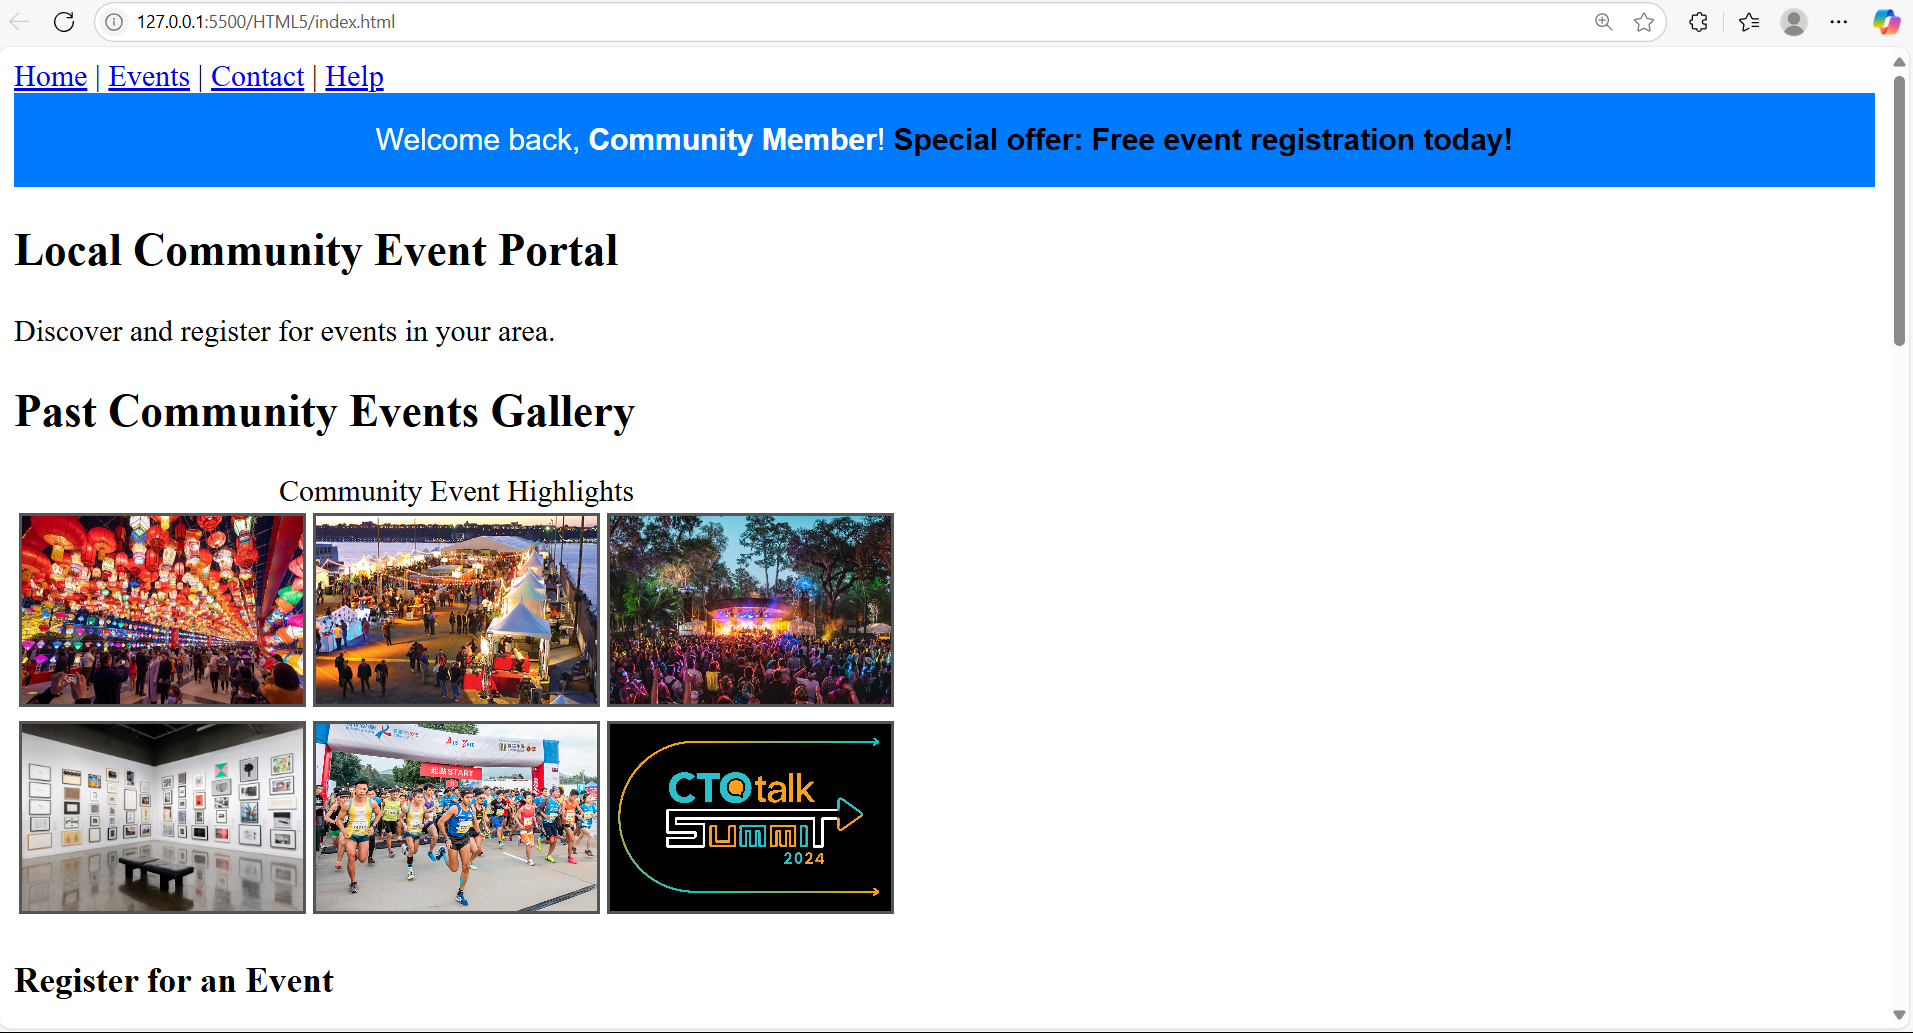 127.0.0.1:5500/HTML5/index.html
Home | Events | Contact | Help
Welcome back, Community Member! Special offer: Free event registration today!
Local Community Event Portal
Discover and register for events in your area.
Past Community Events Gallery
Community Event Highlights
起點 START
CTOtalk
SUMMIT
2024
Register for an Event